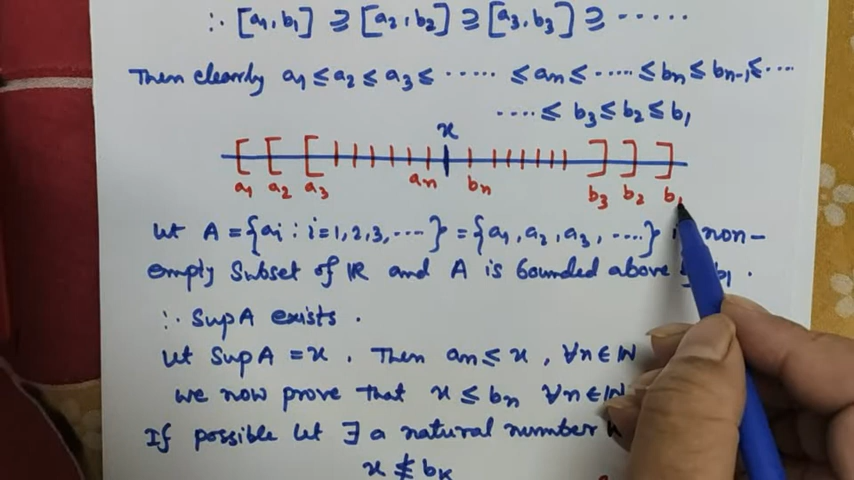 ∴ [a₁, b₁] ⊇ [a₂, b₂] ⊇ [a₃, b₃] ⊇ ......
Then clearly a₁ ≤ a₂ ≤ a₃ ≤ ..... ≤ aₙ ≤ ..... ≤ bₙ ≤ bₙ₋₁ ≤ ....
.... ≤ b₃ ≤ b₂ ≤ b₁
x
a₁ a₂ a₃ aₙ bₙ b₃ b₂ b₁
Let A = {aᵢ : i=1,2,3,....} = {a₁, a₂, a₃, ....} non-
empty subset of ℝ and A is bounded above b₁ .
∴ Sup A exists .
Let Sup A = x . Then aₙ ≤ x , ∀n ∈ ℕ
We now prove that x ≤ bₙ ∀n ∈ ℕ
If possible let ∃ a natural number
x ≰ bₖ